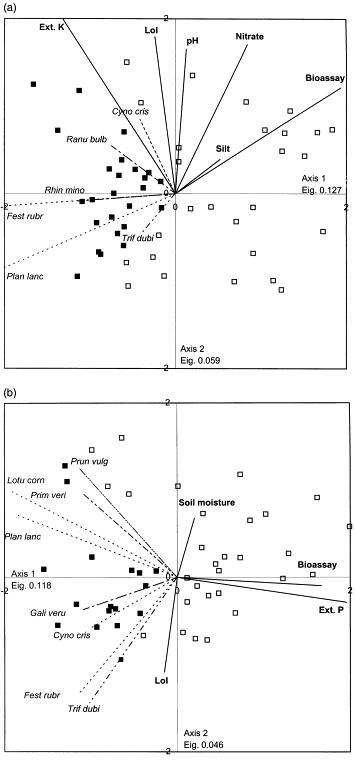 (a)
2
Ext. K
LoI
pH
Nitrate
Bioassay
Cyno cris
Ranu bulb
Silt
Axis 1
Eig. 0.127
Rhin mino
-2
0
0
2
Fest rubr
Trif dubi
Plan lanc
Axis 2
Eig. 0.059
-2
(b)
2
Prun vulg
Lotu corn
Prim veri
Soil moisture
Plan lanc
Bioassay
Axis 1
Eig. 0.118
0
-2
0
2
Ext. P
Gali veru
Cyno cris
LoI
Fest rubr
Trif dubi
Axis 2
Eig. 0.046
-2